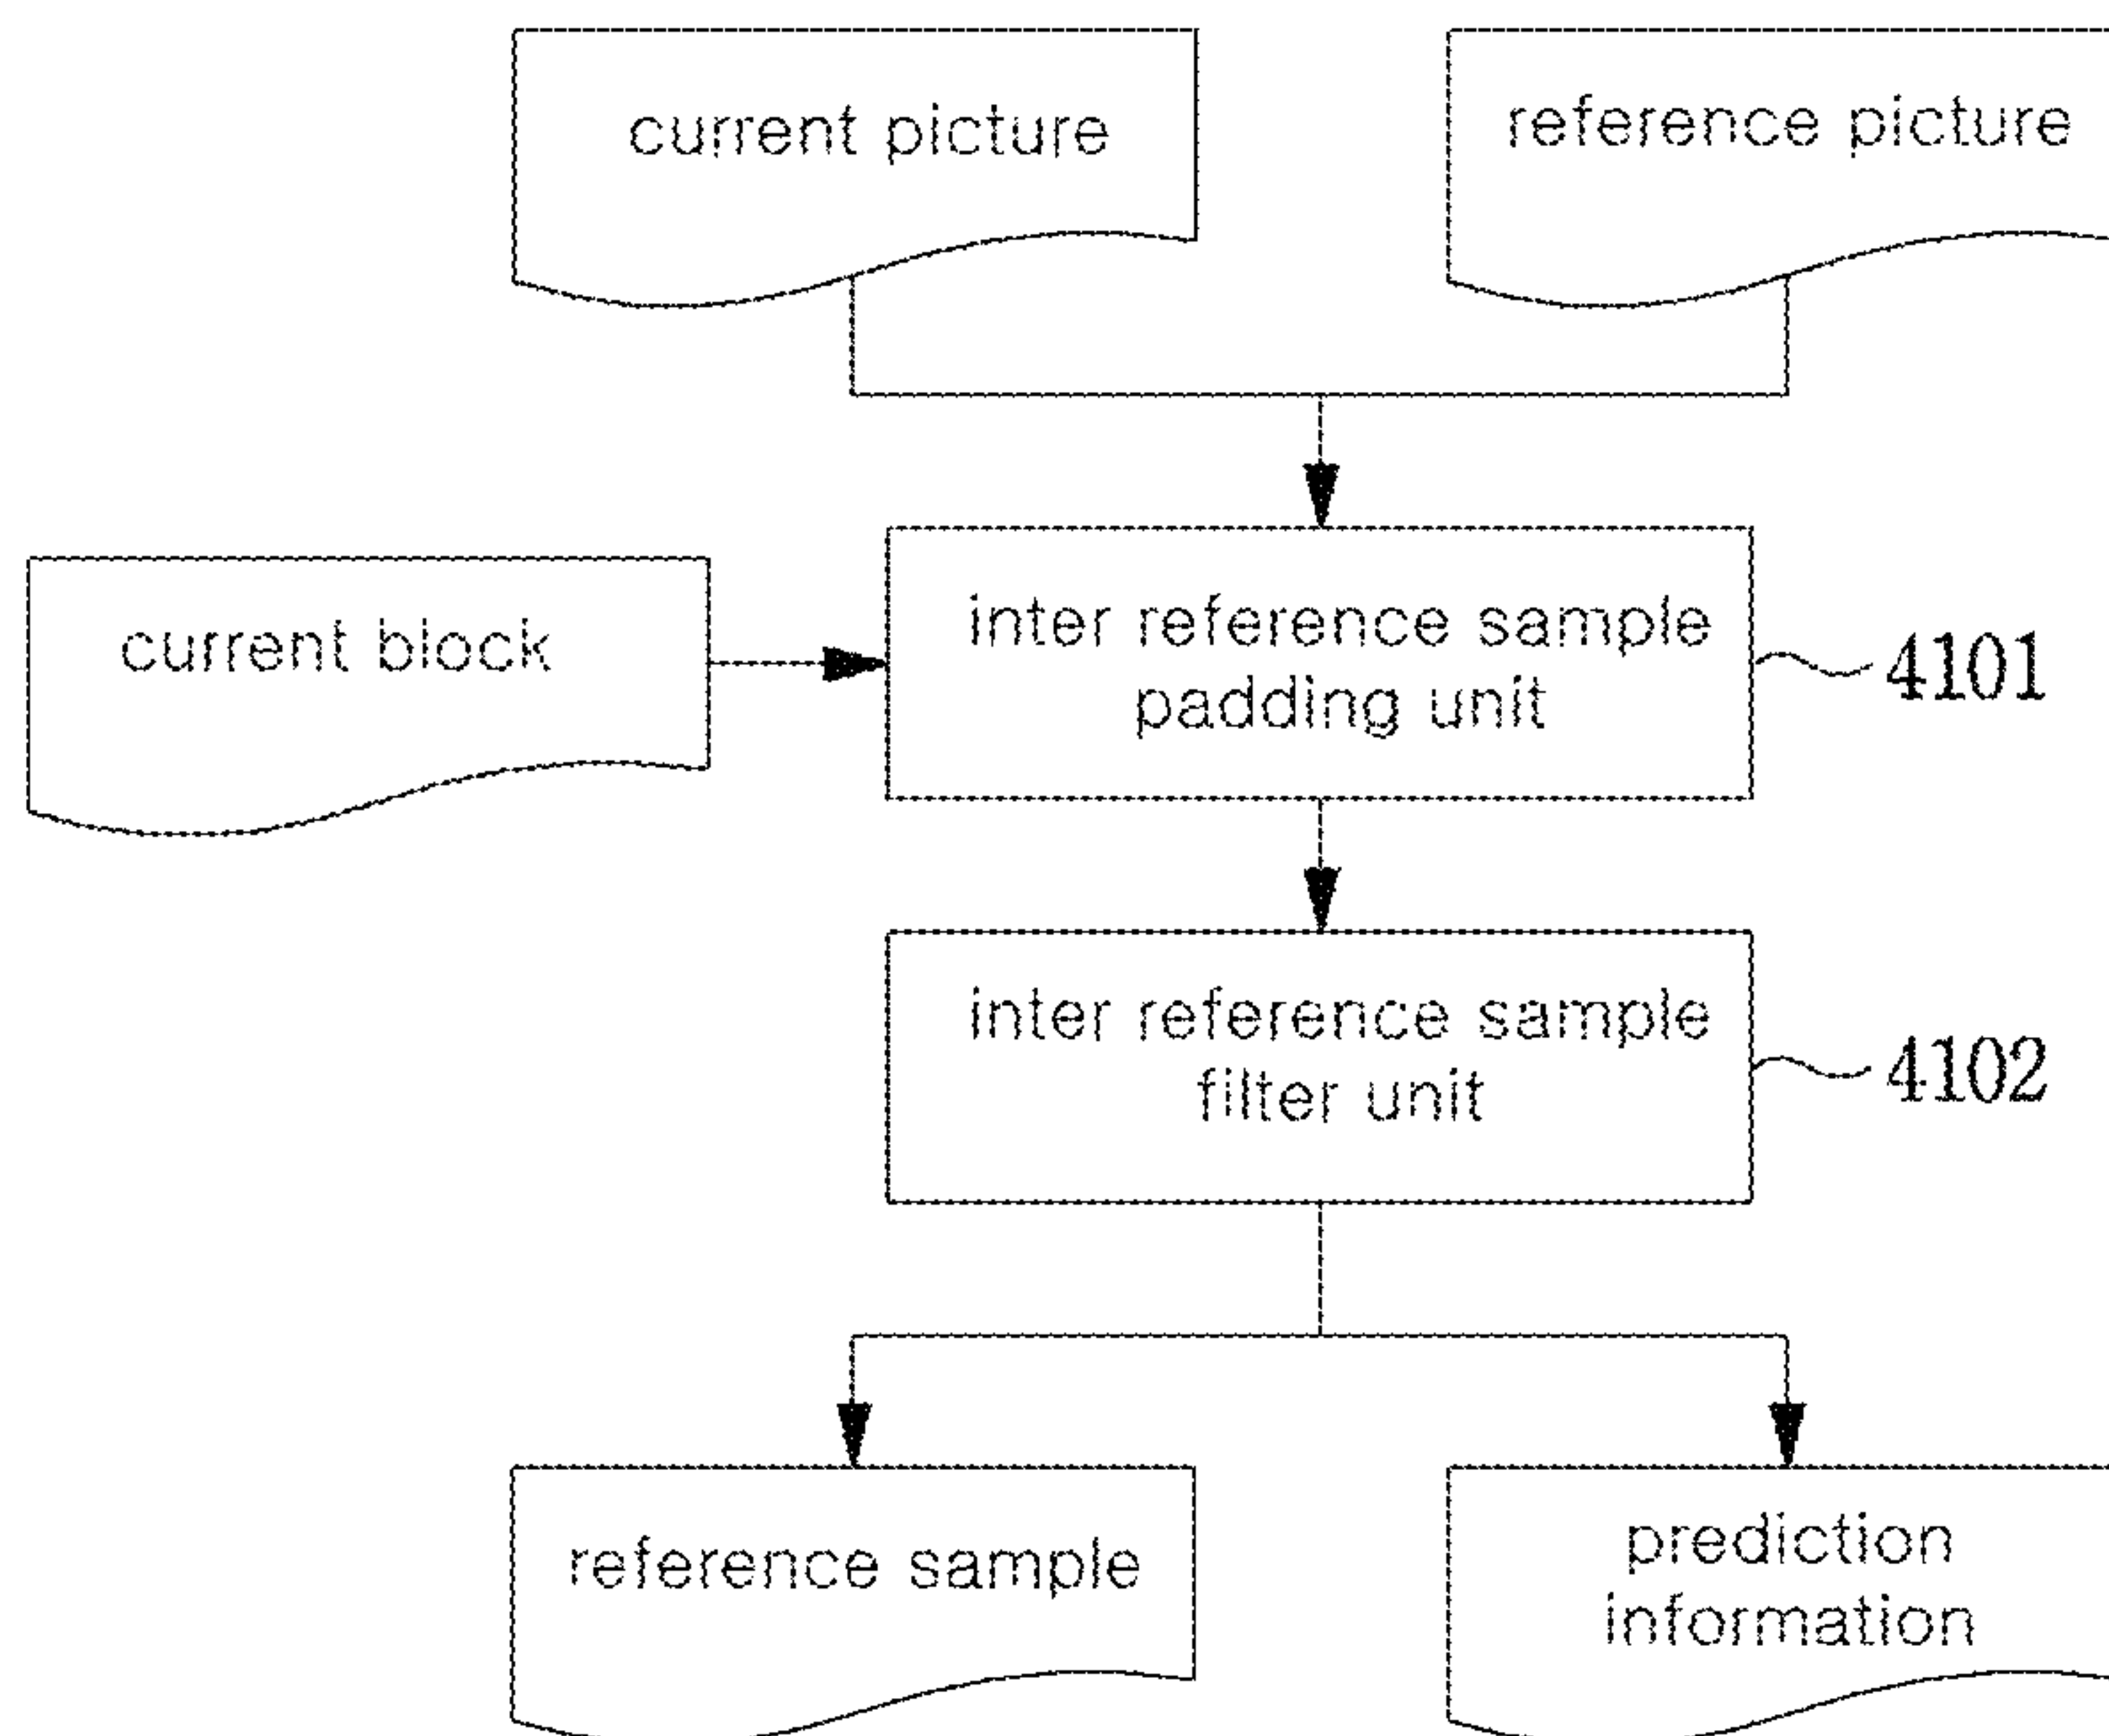 current picture
reference picture
current block
inter reference sample
padding unit
4101
inter reference sample
filter unit
4102
reference sample
prediction
information